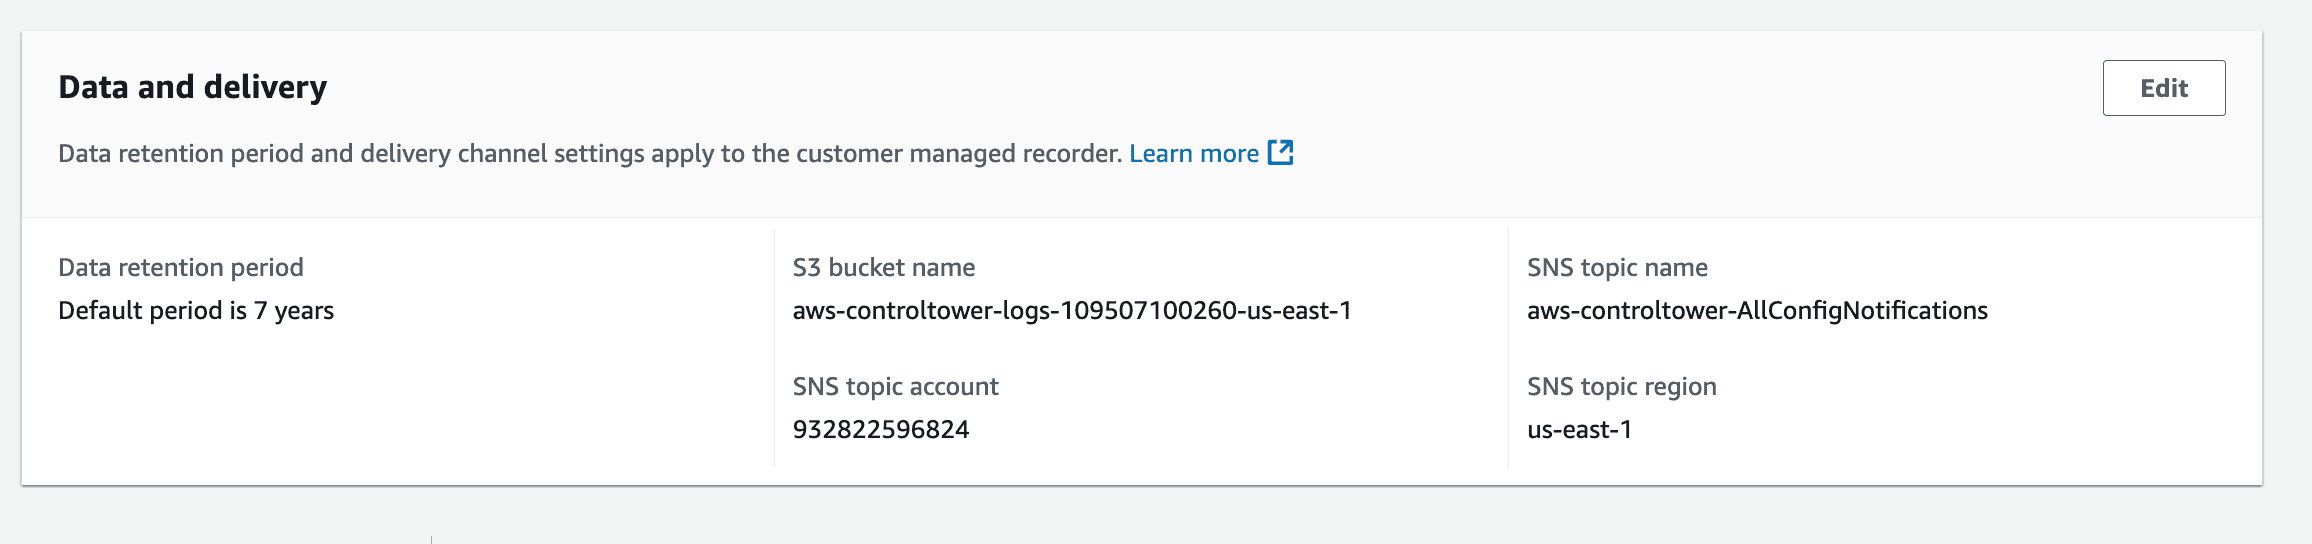 Data and delivery
Edit
Data retention period and delivery channel settings apply to the customer managed recorder. Learn more
Data retention period
Default period is 7 years
S3 bucket name
aws-controltower-logs-109507100260-us-east-1
SNS topic account
932822596824
SNS topic name
aws-controltower-AllConfigNotifications
SNS topic region
us-east-1